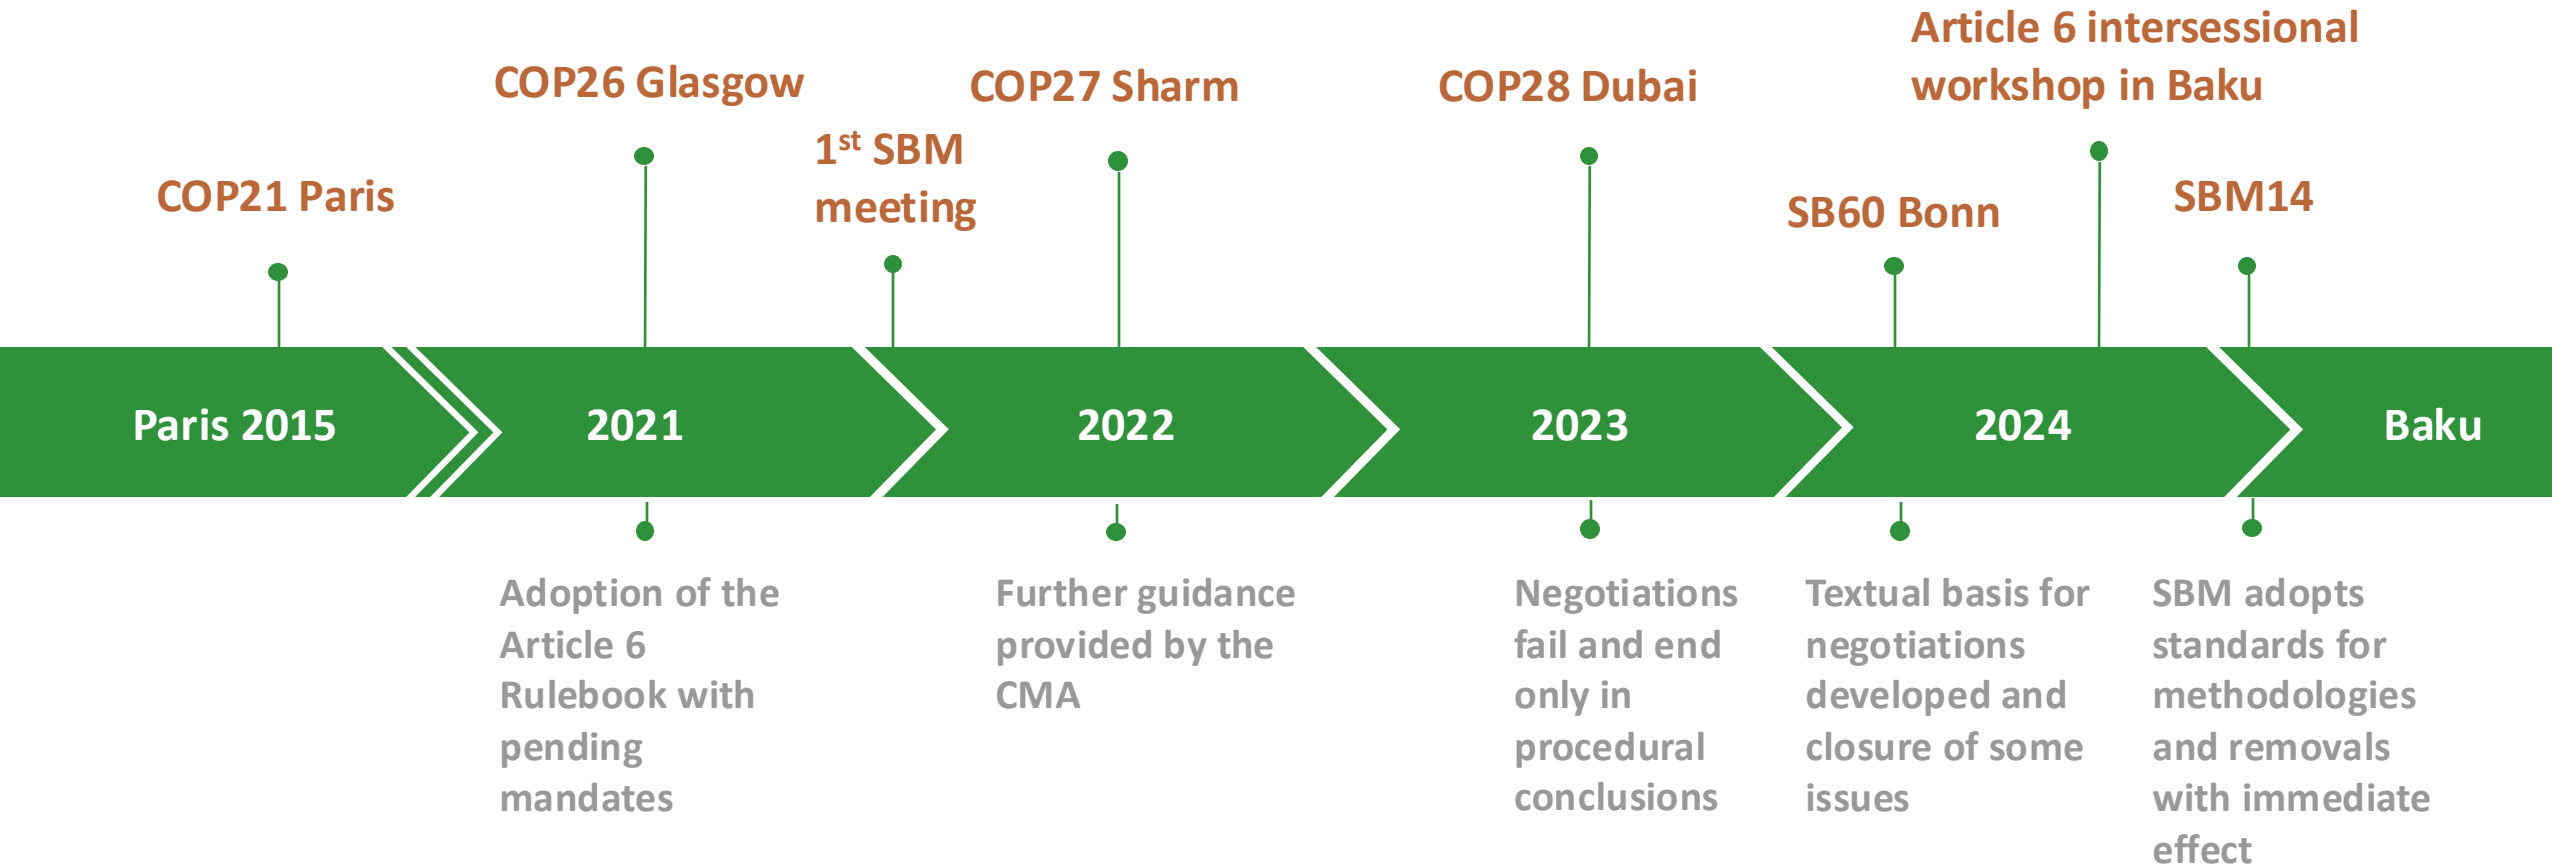 Article 6 intersessional
workshop in Baku
COP26 Glasgow
COP27 Sharm
COP28 Dubai
1st SBM
meeting
COP21 Paris
SB60 Bonn
SBM14
Paris 2015
2021
2022
2023
2024
Baku
Adoption of the
Article 6
Rulebook with
pending
mandates
Further guidance
provided by the
CMA
Negotiations
fail and end
only in
procedural
conclusions
Textual basis for
negotiations
developed and
closure of some
issues
SBM adopts
standards for
methodologies
and removals
with immediate
effect